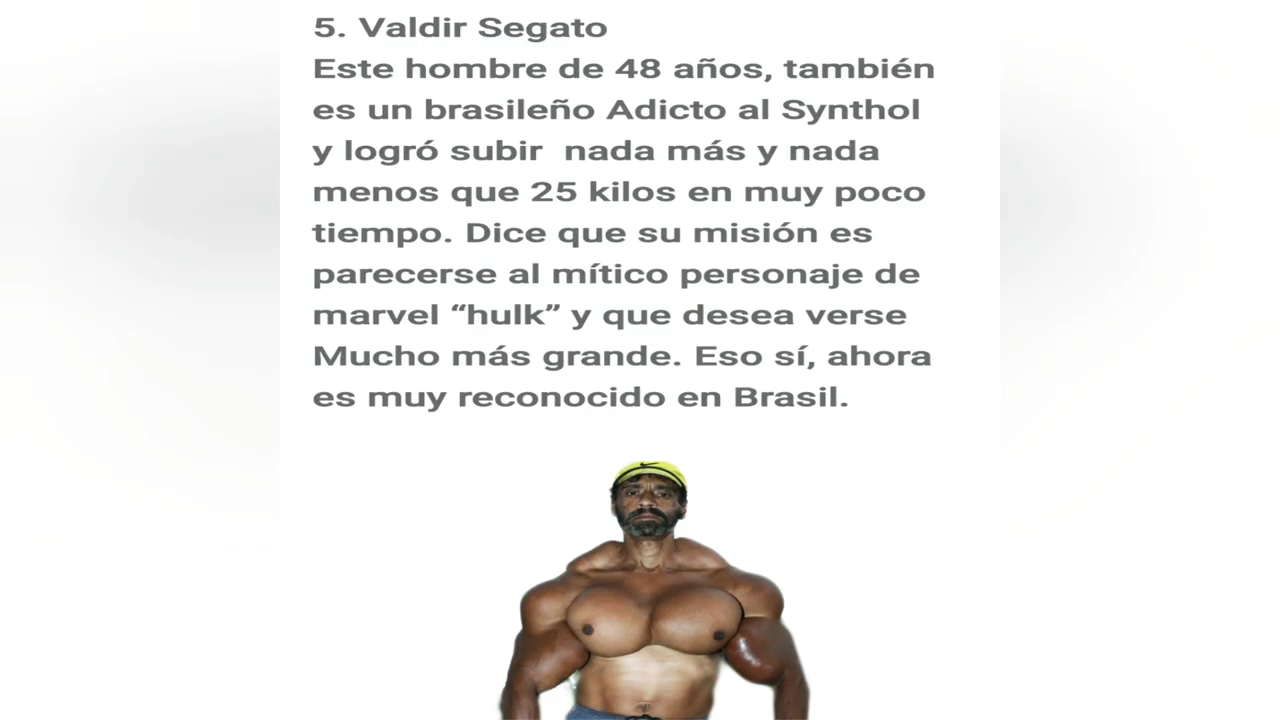 5. Valdir Segato
Este hombre de 48 años, también
es un brasileño Adicto al Synthol
y logró subir  nada más y nada
menos que 25 kilos en muy poco
tiempo. Dice que su misión es
parecerse al mítico personaje de
marvel “hulk” y que desea verse
Mucho más grande. Eso sí, ahora
es muy reconocido en Brasil.